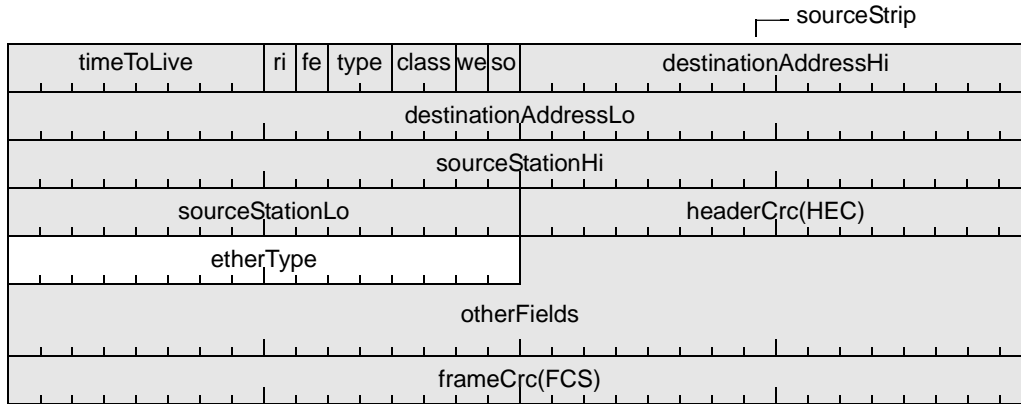 sourceStrip
timeToLive ri fe type class we so destinationAddressHi
destinationAddressLo
sourceStationHi
sourceStationLo headerCrc(HEC)
etherType
otherFields
frameCrc(FCS)